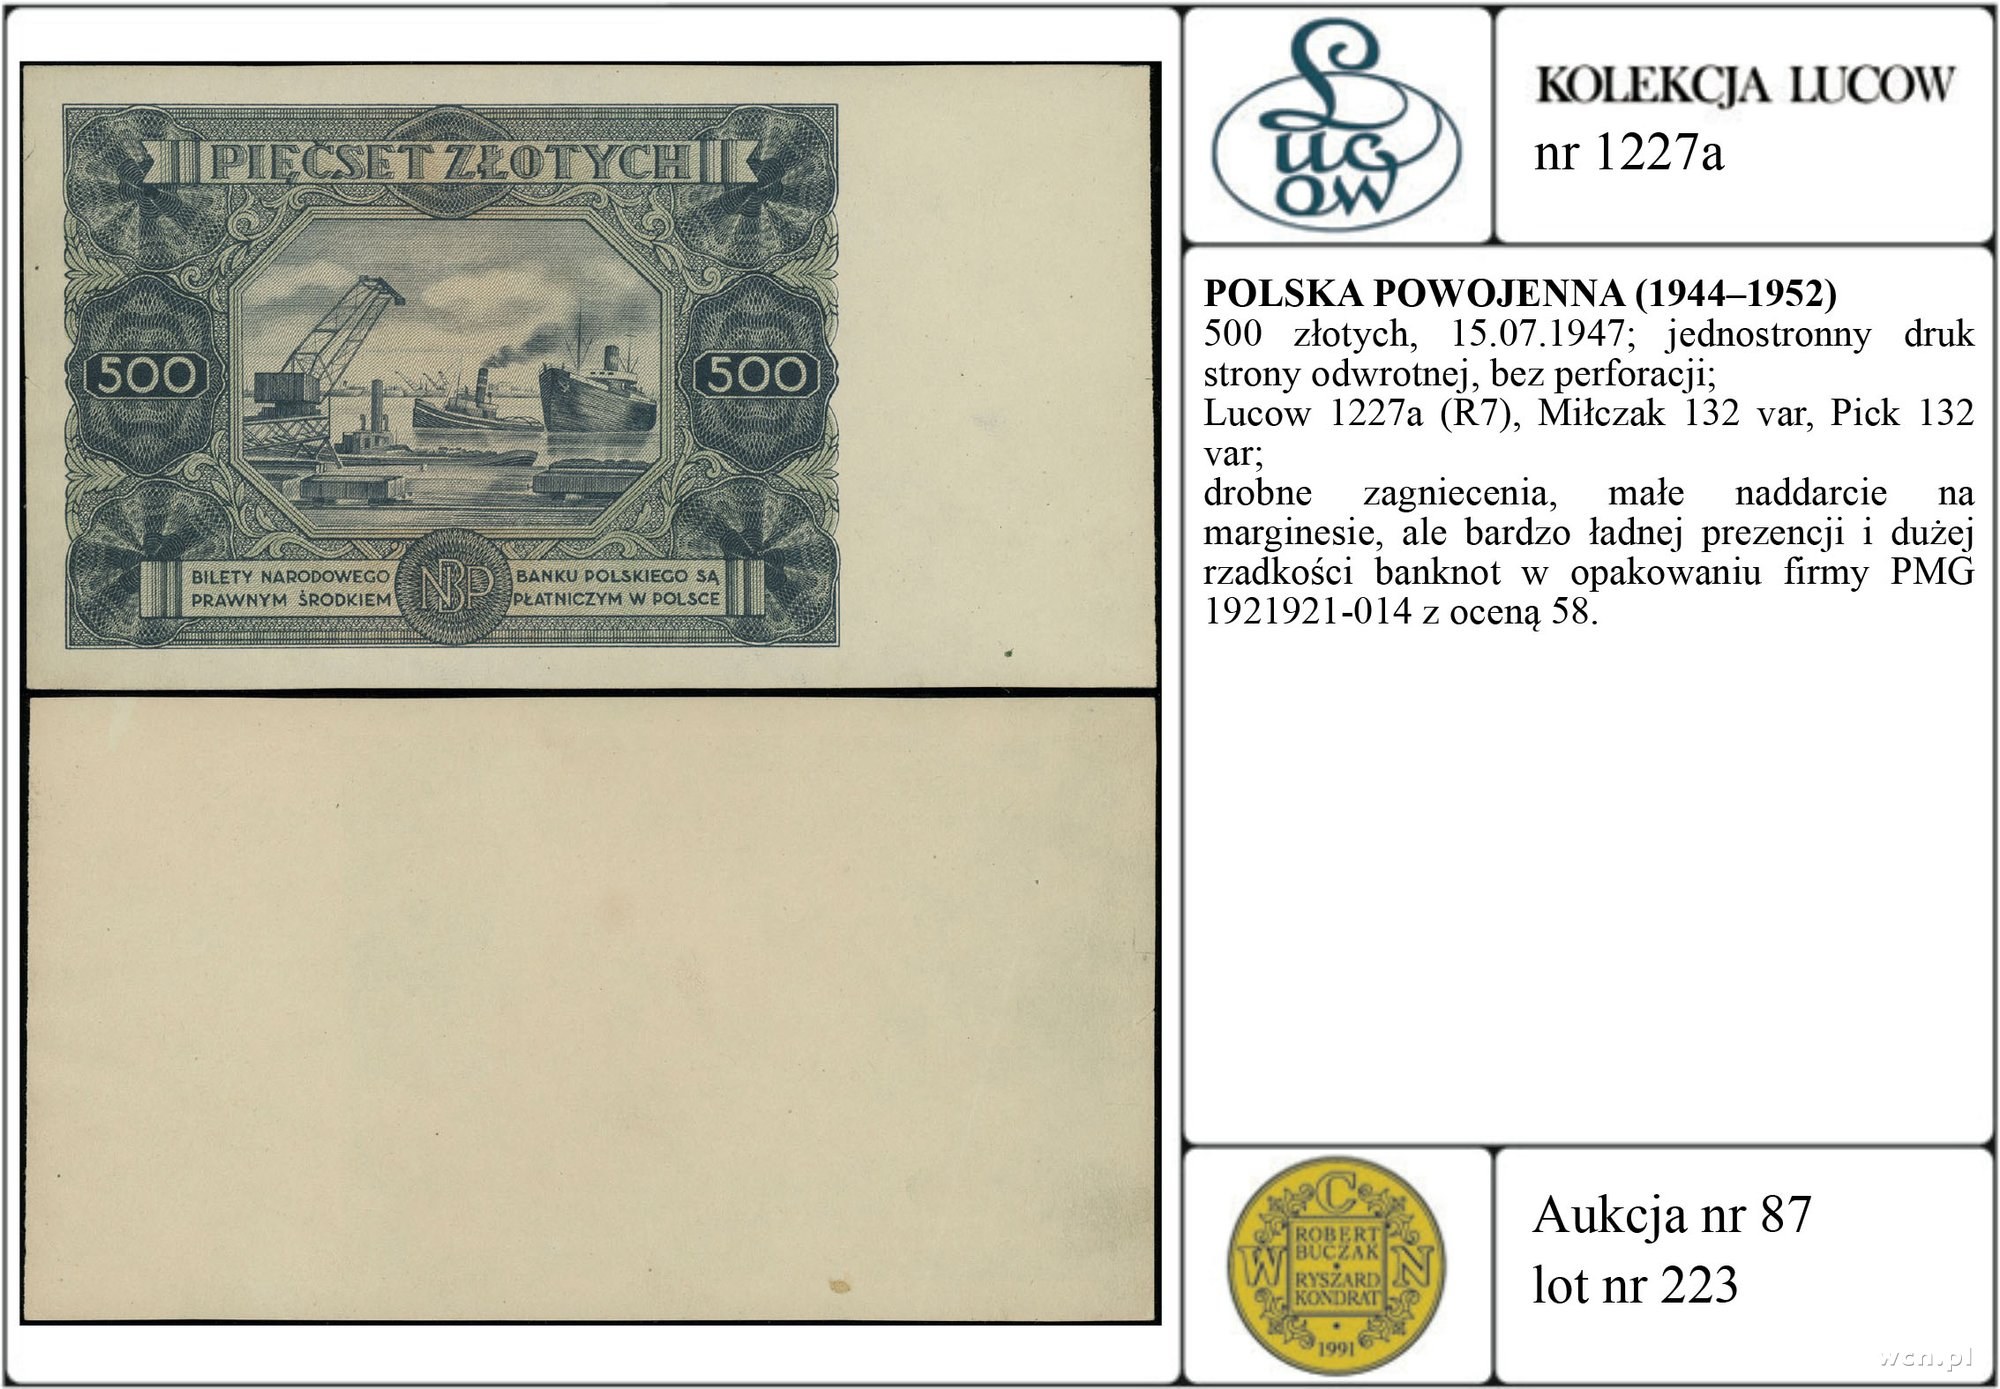 PIĘĆSET ZŁOTYCH
500
500
BILETY NARODOWEGO
PRAWNYM ŚRODKIEM
NBP
BANKU POLSKIEGO SĄ
PŁATNICZYM W POLSCE
Lucow
KOLEKCJA LUCOW
nr 1227a
POLSKA POWOJENNA (1944–1952)
500 złotych, 15.07.1947; jednostronny druk
strony odwrotnej, bez perforacji;
Lucow 1227a (R7), Miłczak 132 var, Pick 132
var;
drobne zagniecenia, małe naddarcie na
marginesie, ale bardzo ładnej prezencji i dużej
rzadkości banknot w opakowaniu firmy PMG
1921921-014 z oceną 58.
W C N
ROBERT
BUCZAK
RYSZARD
KONDRAT
1991
Aukcja nr 87
lot nr 223
wcn.pl